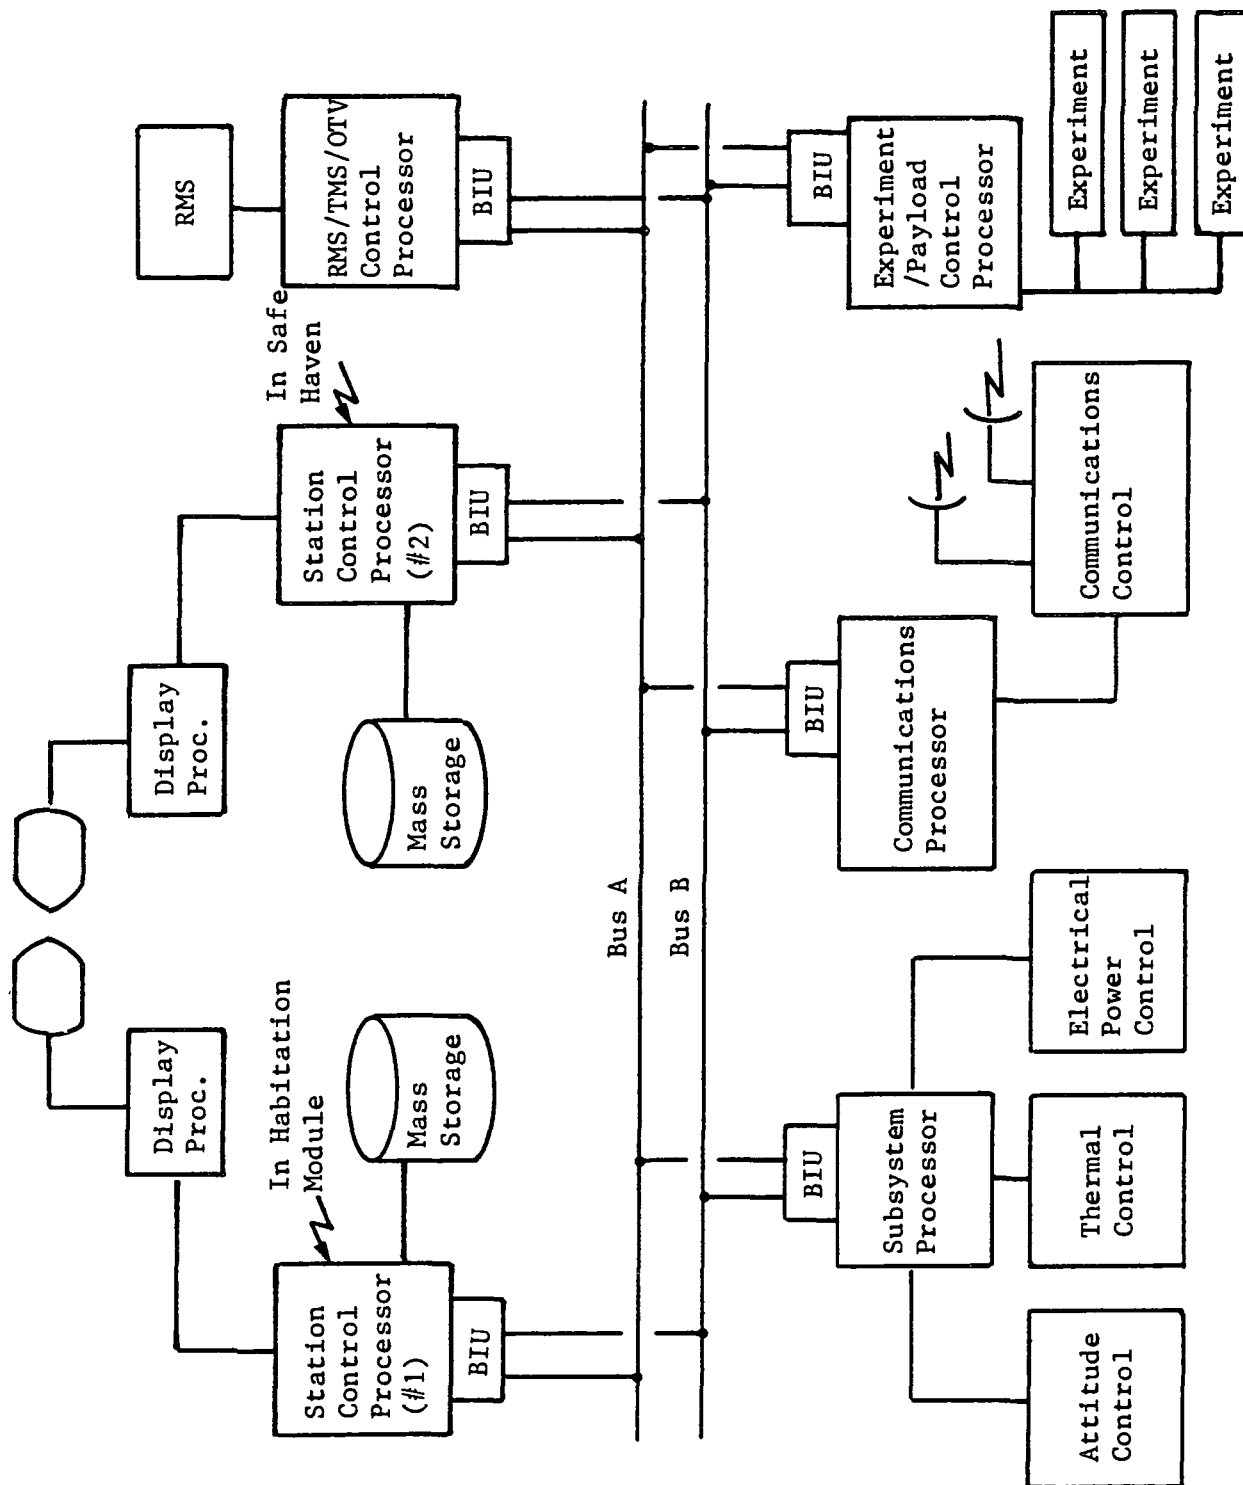 Display
Proc.
Display
Proc.
RMS
In Habitation
Module
In Safe
Haven
Station
Control
Processor
(#1)
Mass
Storage
Mass
Storage
Station
Control
Processor
(#2)
RMS/TMS/OTV
Control
Processor
BIU
BIU
BIU
Bus A
Bus B
BIU
BIU
BIU
Subsystem
Processor
Communications
Processor
Experiment
/Payload
Control
Processor
Attitude
Control
Thermal
Control
Electrical
Power
Control
Communications
Control
Experiment
Experiment
Experiment